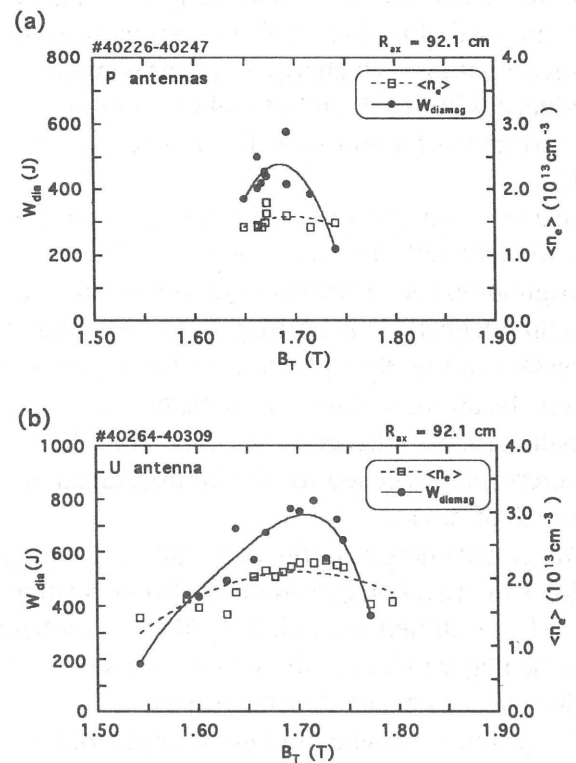 (a)
#40226-40247 R_ax = 92.1 cm
800 4.0
P antennas
<n_e>
W_diamag
600 3.0
400 2.0
200 1.0
0 0.0
W_dia (J)
<n_e> (10^13 cm^-3)
1.50 1.60 1.70 1.80 1.90
B_T (T)
(b)
#40264-40309 R_ax = 92.1 cm
1000 4.0
U antenna
<n_e>
W_diamag
800 3.0
600
400 2.0
200 1.0
0 0.0
W_dia (J)
<n_e> (10^13 cm^-3)
1.50 1.60 1.70 1.80 1.90
B_T (T)